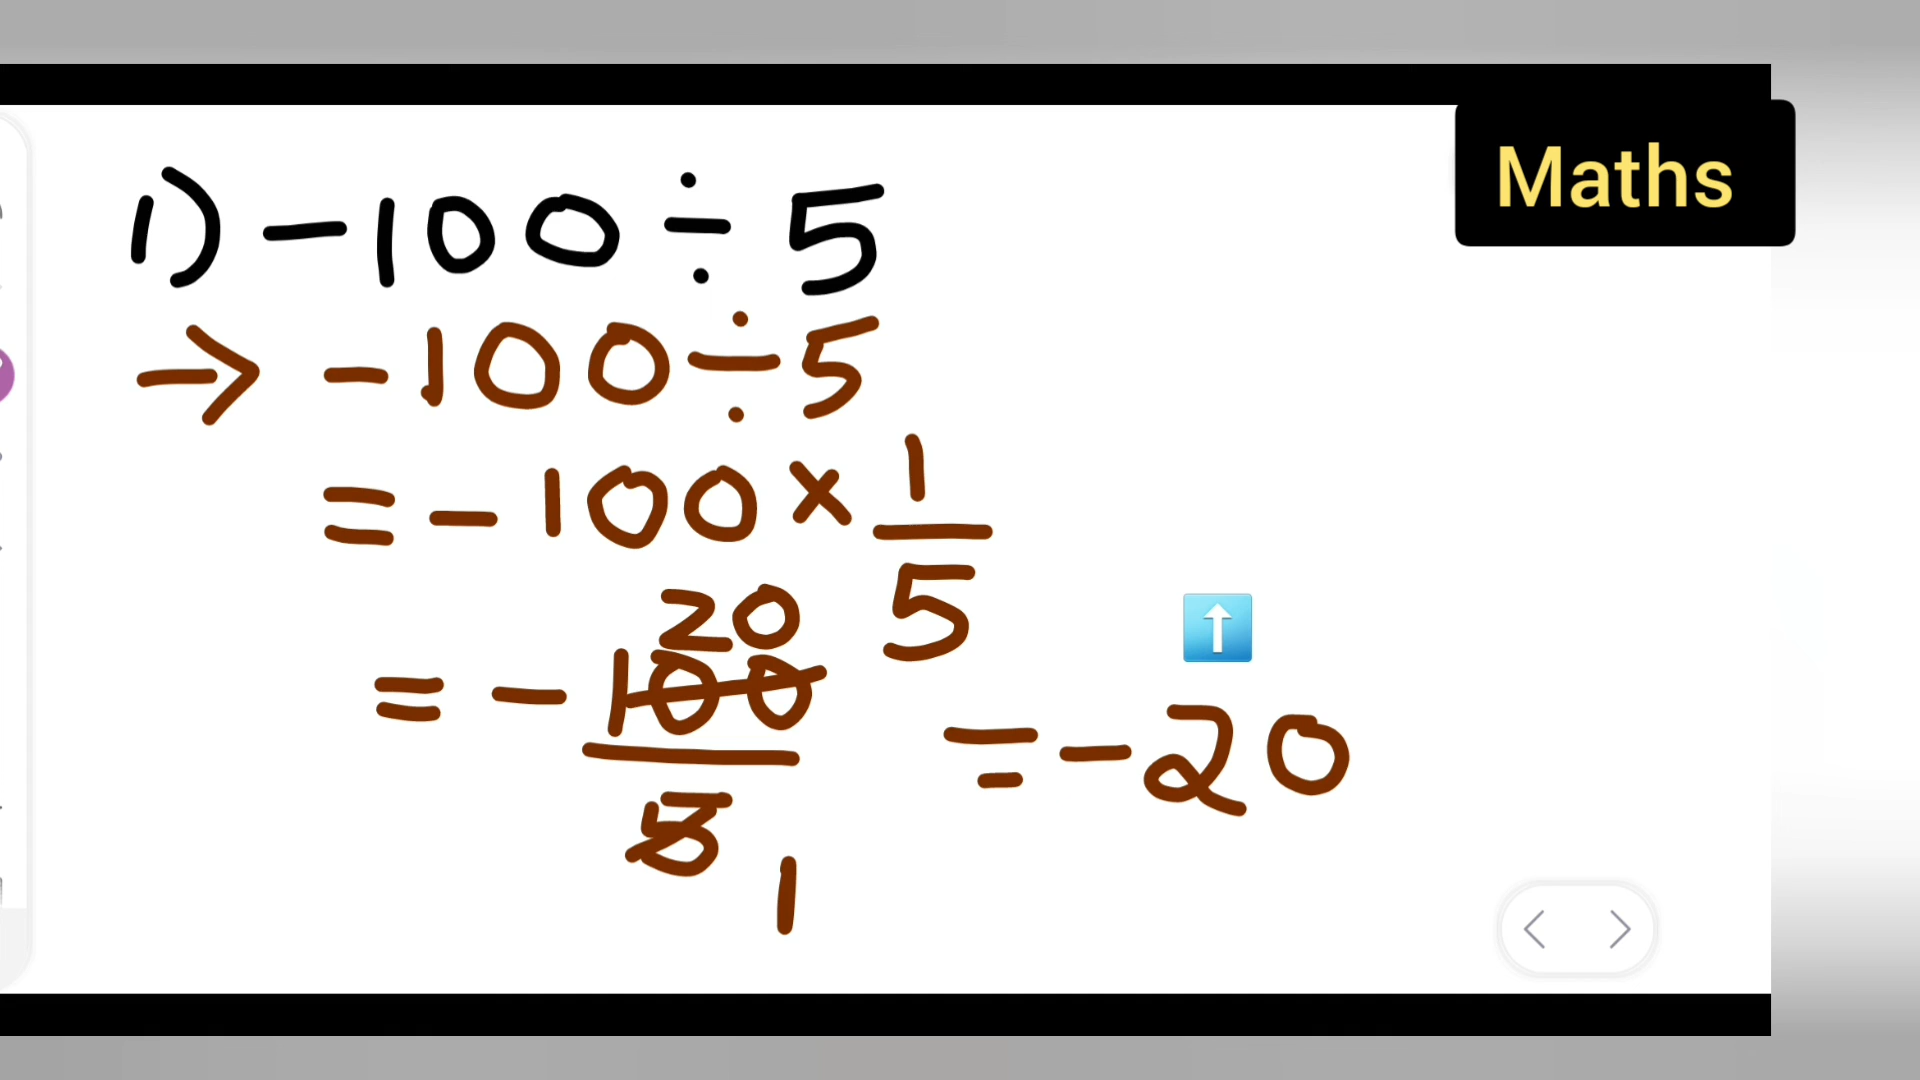 Maths
1) -100 ÷ 5
→ -100 ÷ 5
= -100 × 1/5
20
= -100/5 = -20
1